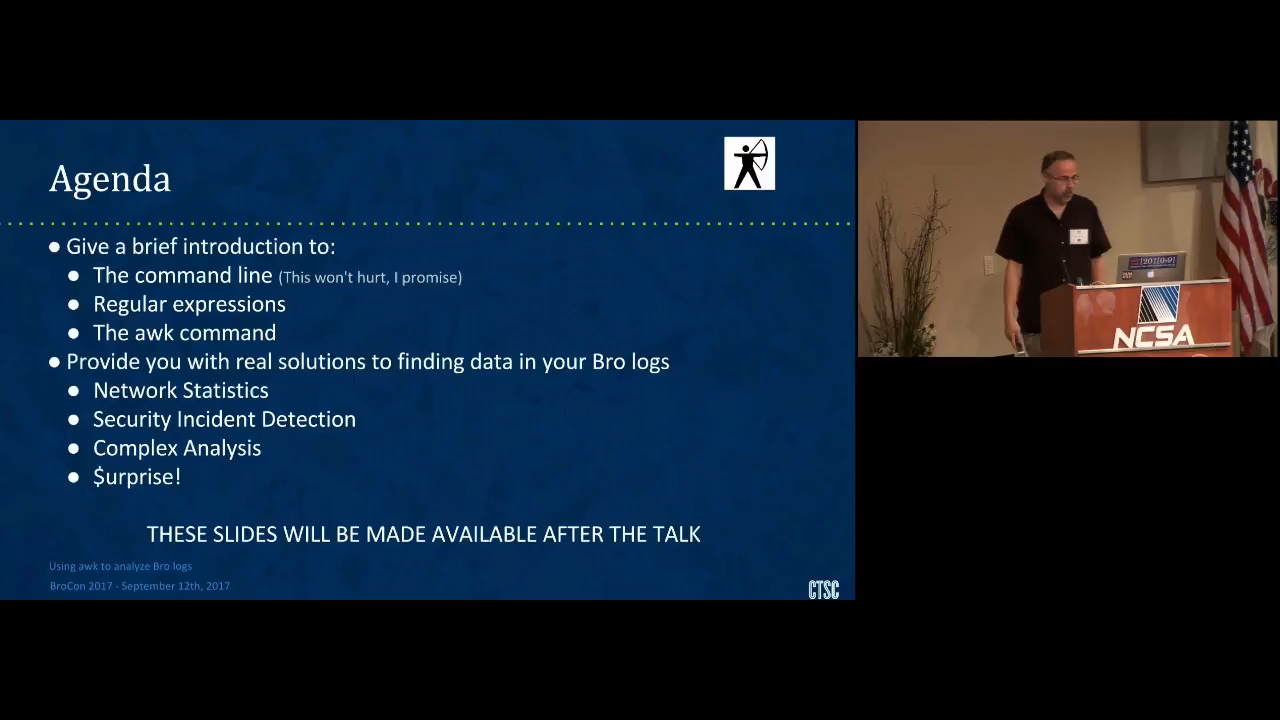 Agenda
● Give a brief introduction to:
● The command line (This won't hurt, I promise)
● Regular expressions
● The awk command
● Provide you with real solutions to finding data in your Bro logs
● Network Statistics
● Security Incident Detection
● Complex Analysis
● $urprise!
THESE SLIDES WILL BE MADE AVAILABLE AFTER THE TALK
Using awk to analyze Bro logs
BroCon 2017 - September 12th, 2017
CTSC
NCSA